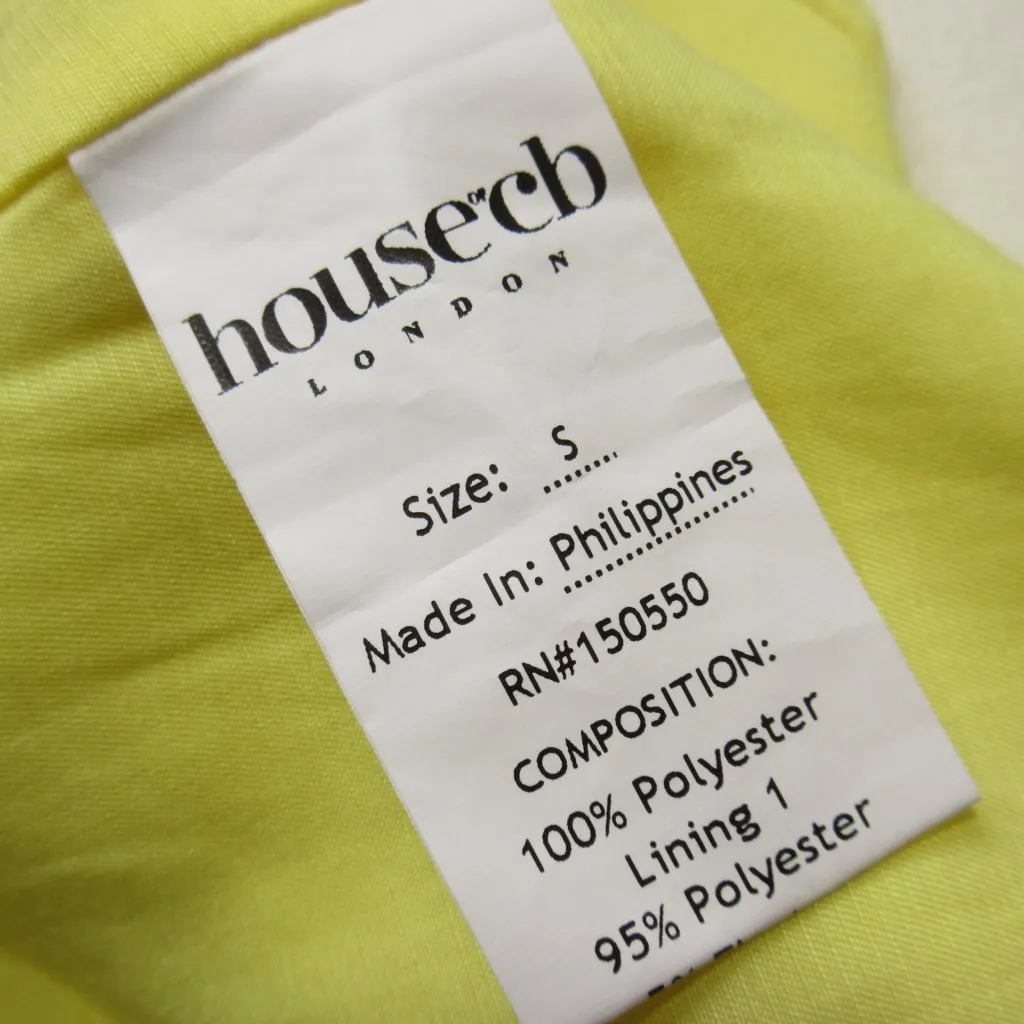 house OF cb
LONDON
Size: S
Made In: Philippines
RN#150550
COMPOSITION:
100% Polyester
Lining 1
95% Polyester